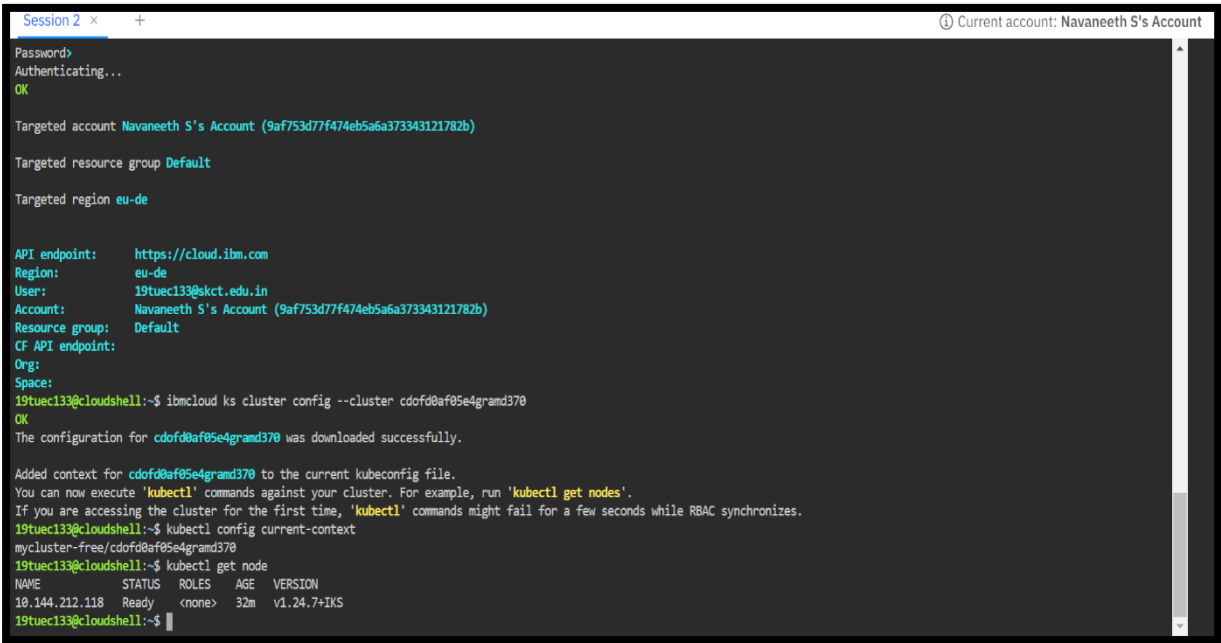 Session 2 × +
Current account: Navaneeth S's Account
Password>
Authenticating...
OK
Targeted account Navaneeth S's Account (9af753d77f474eb5a6a373343121782b)
Targeted resource group Default
Targeted region eu-de
API endpoint: https://cloud.ibm.com
Region: eu-de
User: 19tuec133@skct.edu.in
Account: Navaneeth S's Account (9af753d77f474eb5a6a373343121782b)
Resource group: Default
CF API endpoint:
Org:
Space:
19tuec133@cloudshell:~$ ibmcloud ks cluster config --cluster cdofd0af05e4gramd370
OK
The configuration for cdofd0af05e4gramd370 was downloaded successfully.
Added context for cdofd0af05e4gramd370 to the current kubeconfig file.
You can now execute 'kubectl' commands against your cluster. For example, run 'kubectl get nodes'.
If you are accessing the cluster for the first time, 'kubectl' commands might fail for a few seconds while RBAC synchronizes.
19tuec133@cloudshell:~$ kubectl config current-context
mycluster-free/cdofd0af05e4gramd370
19tuec133@cloudshell:~$ kubectl get node
NAME STATUS ROLES AGE VERSION
10.144.212.118 Ready <none> 32m v1.24.7+IKS
19tuec133@cloudshell:~$